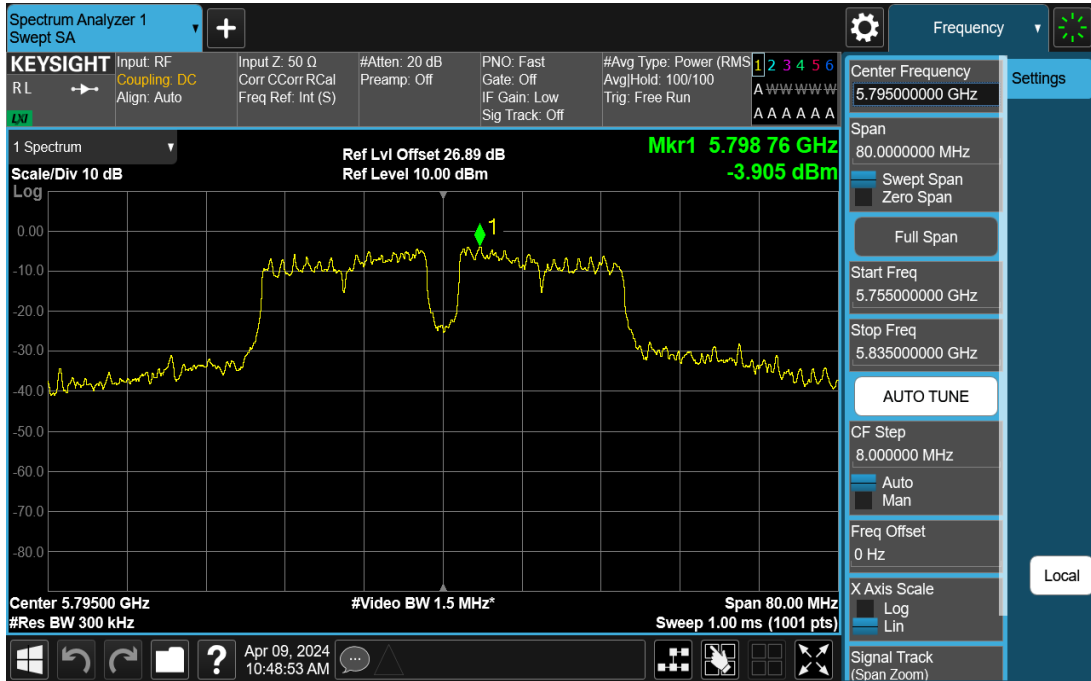 Spectrum Analyzer 1
Swept SA
Frequency
KEYSIGHT
RL
LXI
Input: RF
Coupling: DC
Align: Auto
Input Z: 50 Ω
Corr CCorr RCal
Freq Ref: Int (S)
#Atten: 20 dB
Preamp: Off
PNO: Fast
Gate: Off
IF Gain: Low
Sig Track: Off
#Avg Type: Power (RMS
Avg|Hold: 100/100
Trig: Free Run
1 2 3 4 5 6
A W W W W W
A A A A A A
1 Spectrum
Scale/Div 10 dB
Log
Ref Lvl Offset 26.89 dB
Ref Level 10.00 dBm
Mkr1 5.798 76 GHz
-3.905 dBm
1
0.00
-10.0
-20.0
-30.0
-40.0
-50.0
-60.0
-70.0
-80.0
Center 5.79500 GHz
#Res BW 300 kHz
#Video BW 1.5 MHz*
Span 80.00 MHz
Sweep 1.00 ms (1001 pts)
Center Frequency
5.795000000 GHz
Settings
Span
80.0000000 MHz
Swept Span
Zero Span
Full Span
Start Freq
5.755000000 GHz
Stop Freq
5.835000000 GHz
AUTO TUNE
CF Step
8.000000 MHz
Auto
Man
Freq Offset
0 Hz
X Axis Scale
Log
Lin
Signal Track
(Span Zoom)
Local
Apr 09, 2024
10:48:53 AM